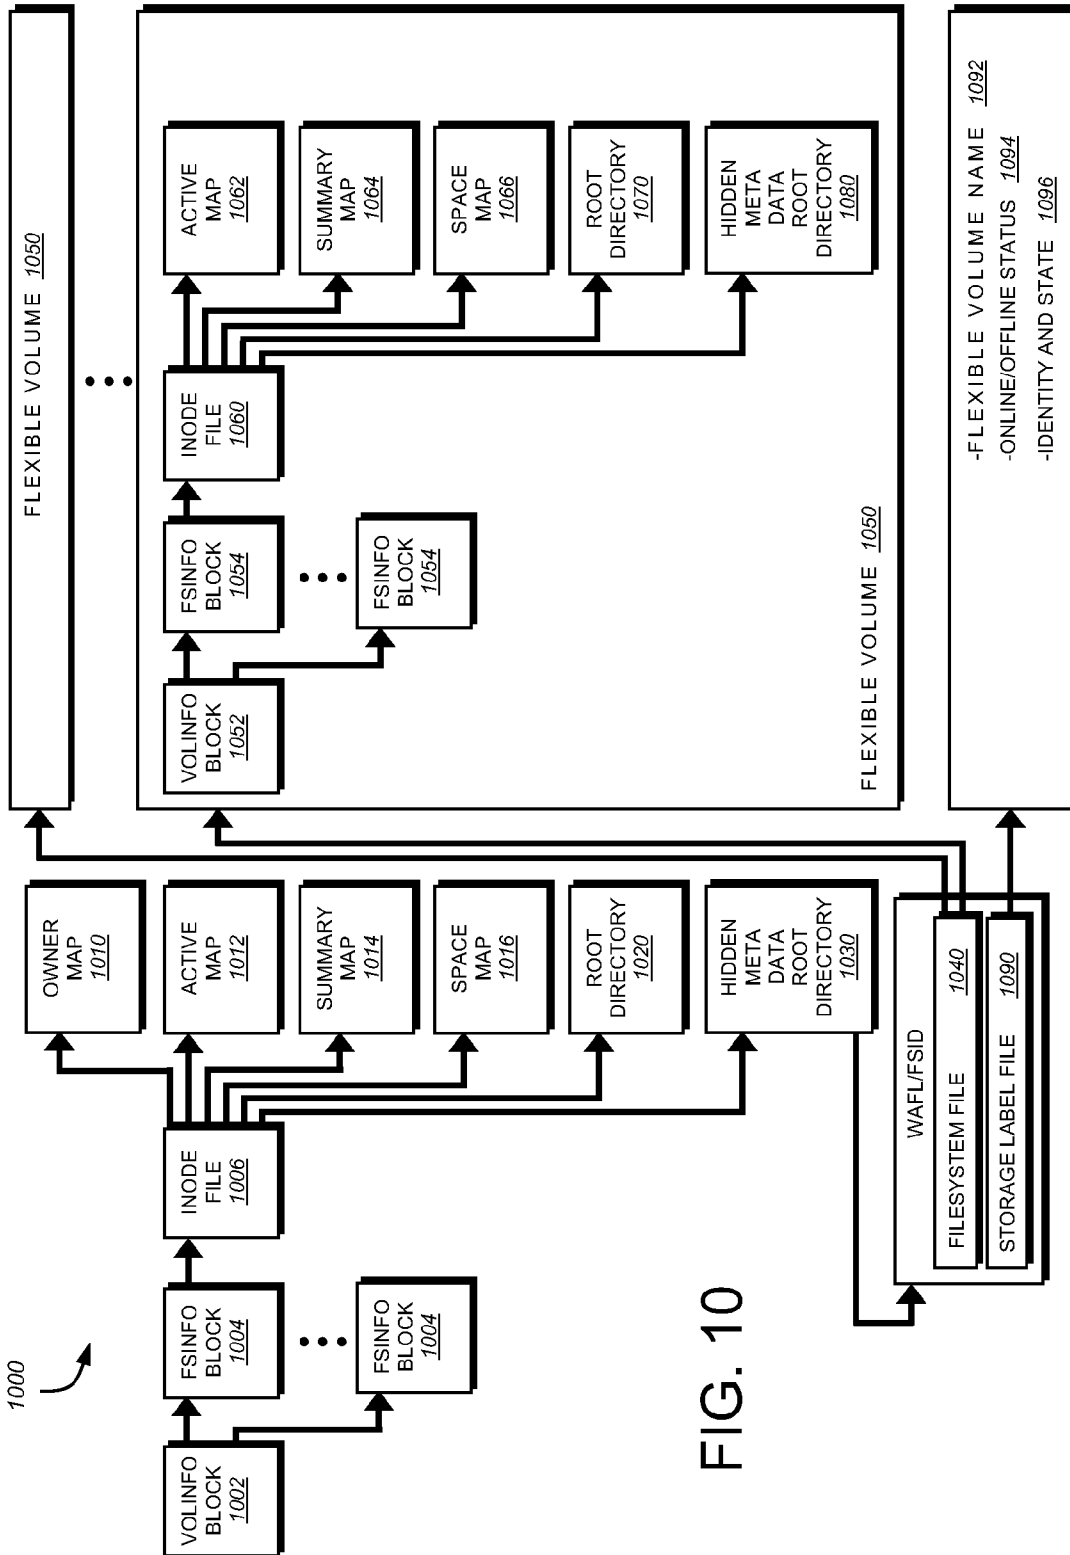 1000
VOLINFO
BLOCK
1002
FSINFO
BLOCK
1004
FSINFO
BLOCK
1004
INODE
FILE
1006
OWNER
MAP
1010
ACTIVE
MAP
1012
SUMMARY
MAP
1014
SPACE
MAP
1016
ROOT
DIRECTORY
1020
HIDDEN
META
DATA
ROOT
DIRECTORY
1030
WAFL/FSID
FILESYSTEM FILE 1040
STORAGE LABEL FILE 1090
FLEXIBLE VOLUME 1050
VOLINFO
BLOCK
1052
FSINFO
BLOCK
1054
FSINFO
BLOCK
1054
INODE
FILE
1060
ACTIVE
MAP
1062
SUMMARY
MAP
1064
SPACE
MAP
1066
ROOT
DIRECTORY
1070
HIDDEN
META
DATA
ROOT
DIRECTORY
1080
FLEXIBLE VOLUME 1050
-FLEXIBLE VOLUME NAME 1092
-ONLINE/OFFLINE STATUS 1094
-IDENTITY AND STATE 1096
FIG. 10